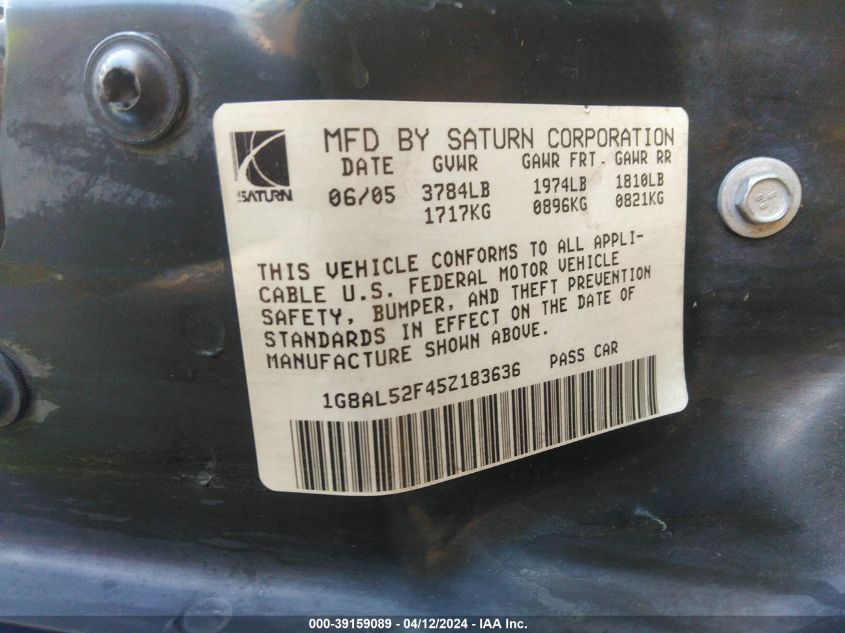 MFD BY SATURN CORPORATION
DATE GVWR GAWR FRT. GAWR RR
06/05 3784LB 1974LB 1810LB
1717KG 0896KG 0821KG
SATURN
THIS VEHICLE CONFORMS TO ALL APPLI-
CABLE U.S. FEDERAL MOTOR VEHICLE
SAFETY, BUMPER, AND THEFT PREVENTION
STANDARDS IN EFFECT ON THE DATE OF
MANUFACTURE SHOWN ABOVE.
1G8AL52F45Z183636 PASS CAR
000-39159089 - 04/12/2024 - IAA Inc.